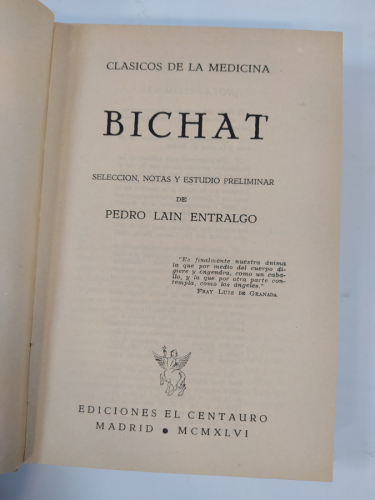 CLASICOS DE LA MEDICINA
BICHAT
SELECCION, NOTAS Y ESTUDIO PRELIMINAR
DE
PEDRO LAIN ENTRALGO
"Es finalmente nuestra ánima
la que por medio del cuerpo di-
giere y engendra, como un caba-
llo, y la que por otra parte con-
templa, como los ángeles."
FRAY LUIS DE GRANADA.
EDICIONES EL CENTAURO
MADRID ● MCMXLVI